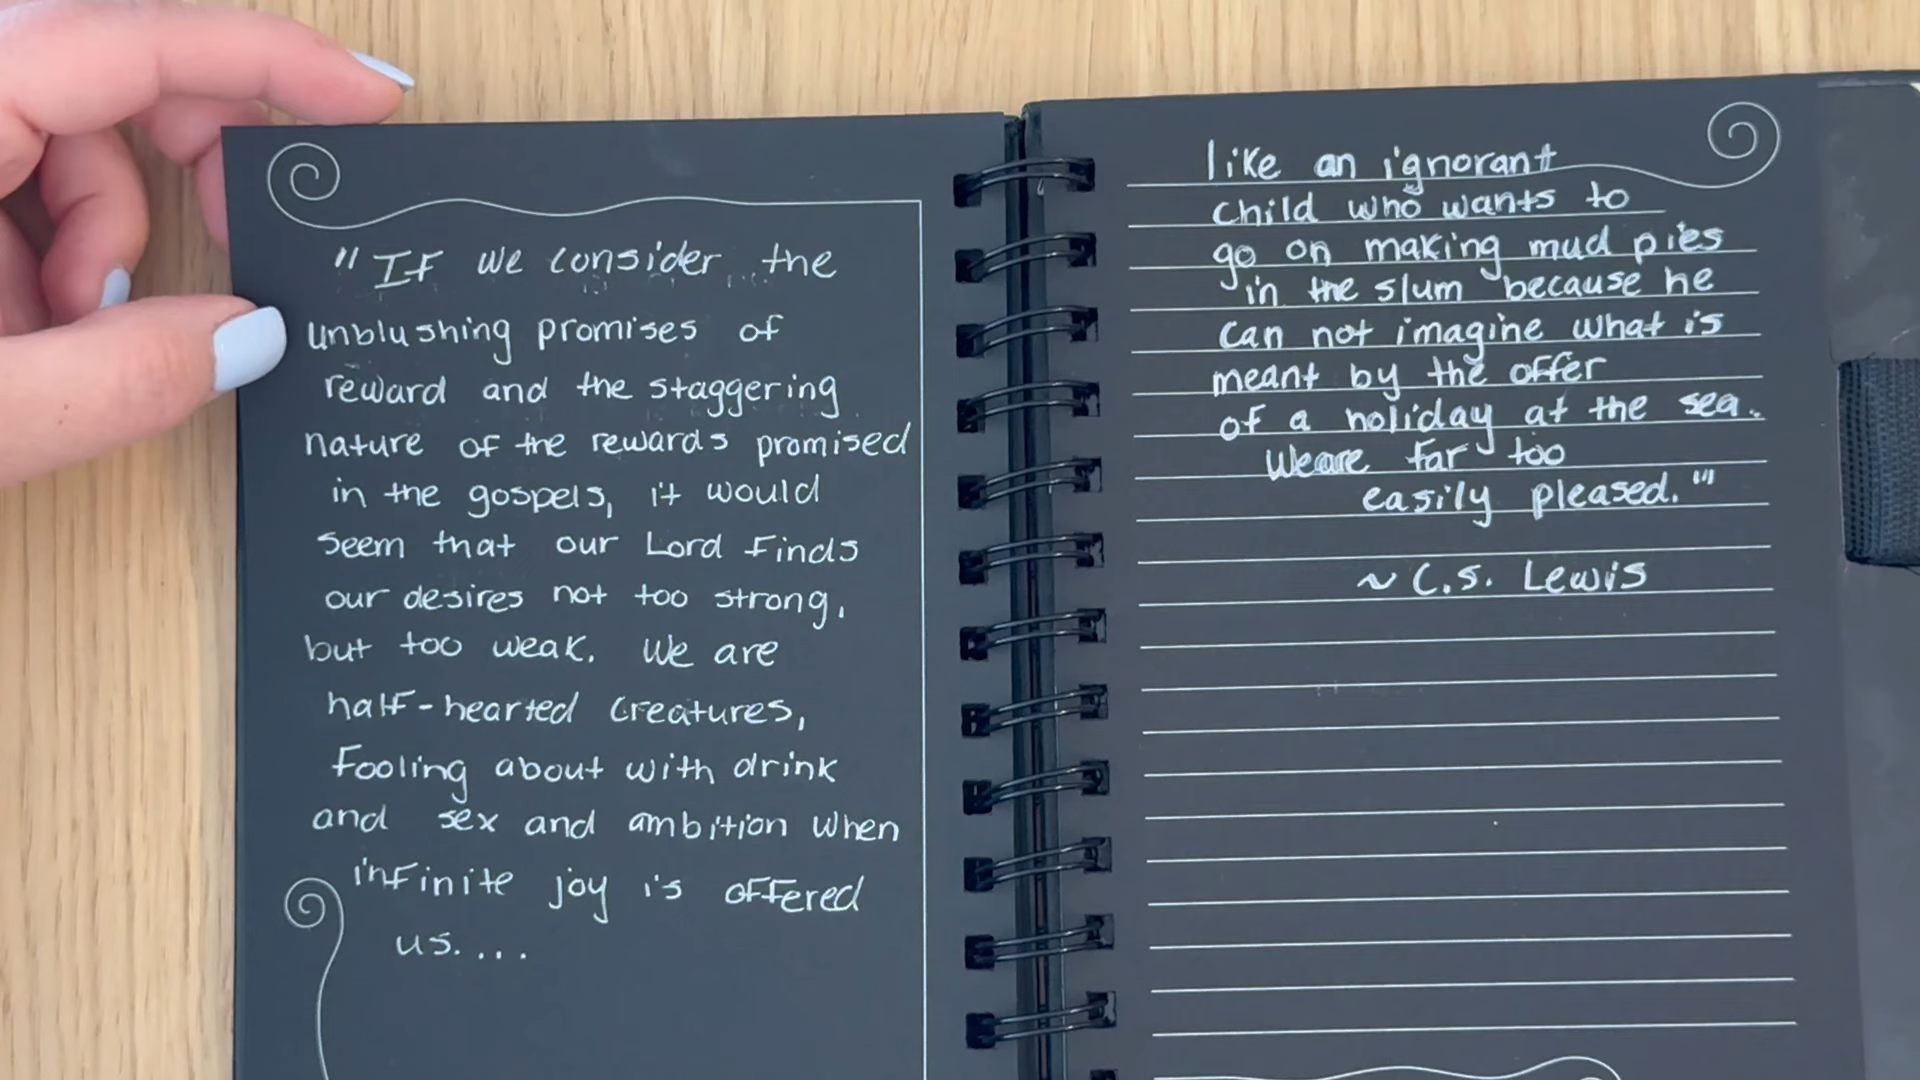 "If we consider the
unblushing promises of
reward and the staggering
nature of the rewards promised
in the gospels, it would
seem that our Lord finds
our desires not too strong,
but too weak. We are
half-hearted creatures,
fooling about with drink
and sex and ambition when
infinite joy is offered
us....
like an ignorant
child who wants to
go on making mud pies
in the slum because he
can not imagine what is
meant by the offer
of a holiday at the sea.
We are far too
easily pleased."'
~ C.S. Lewis